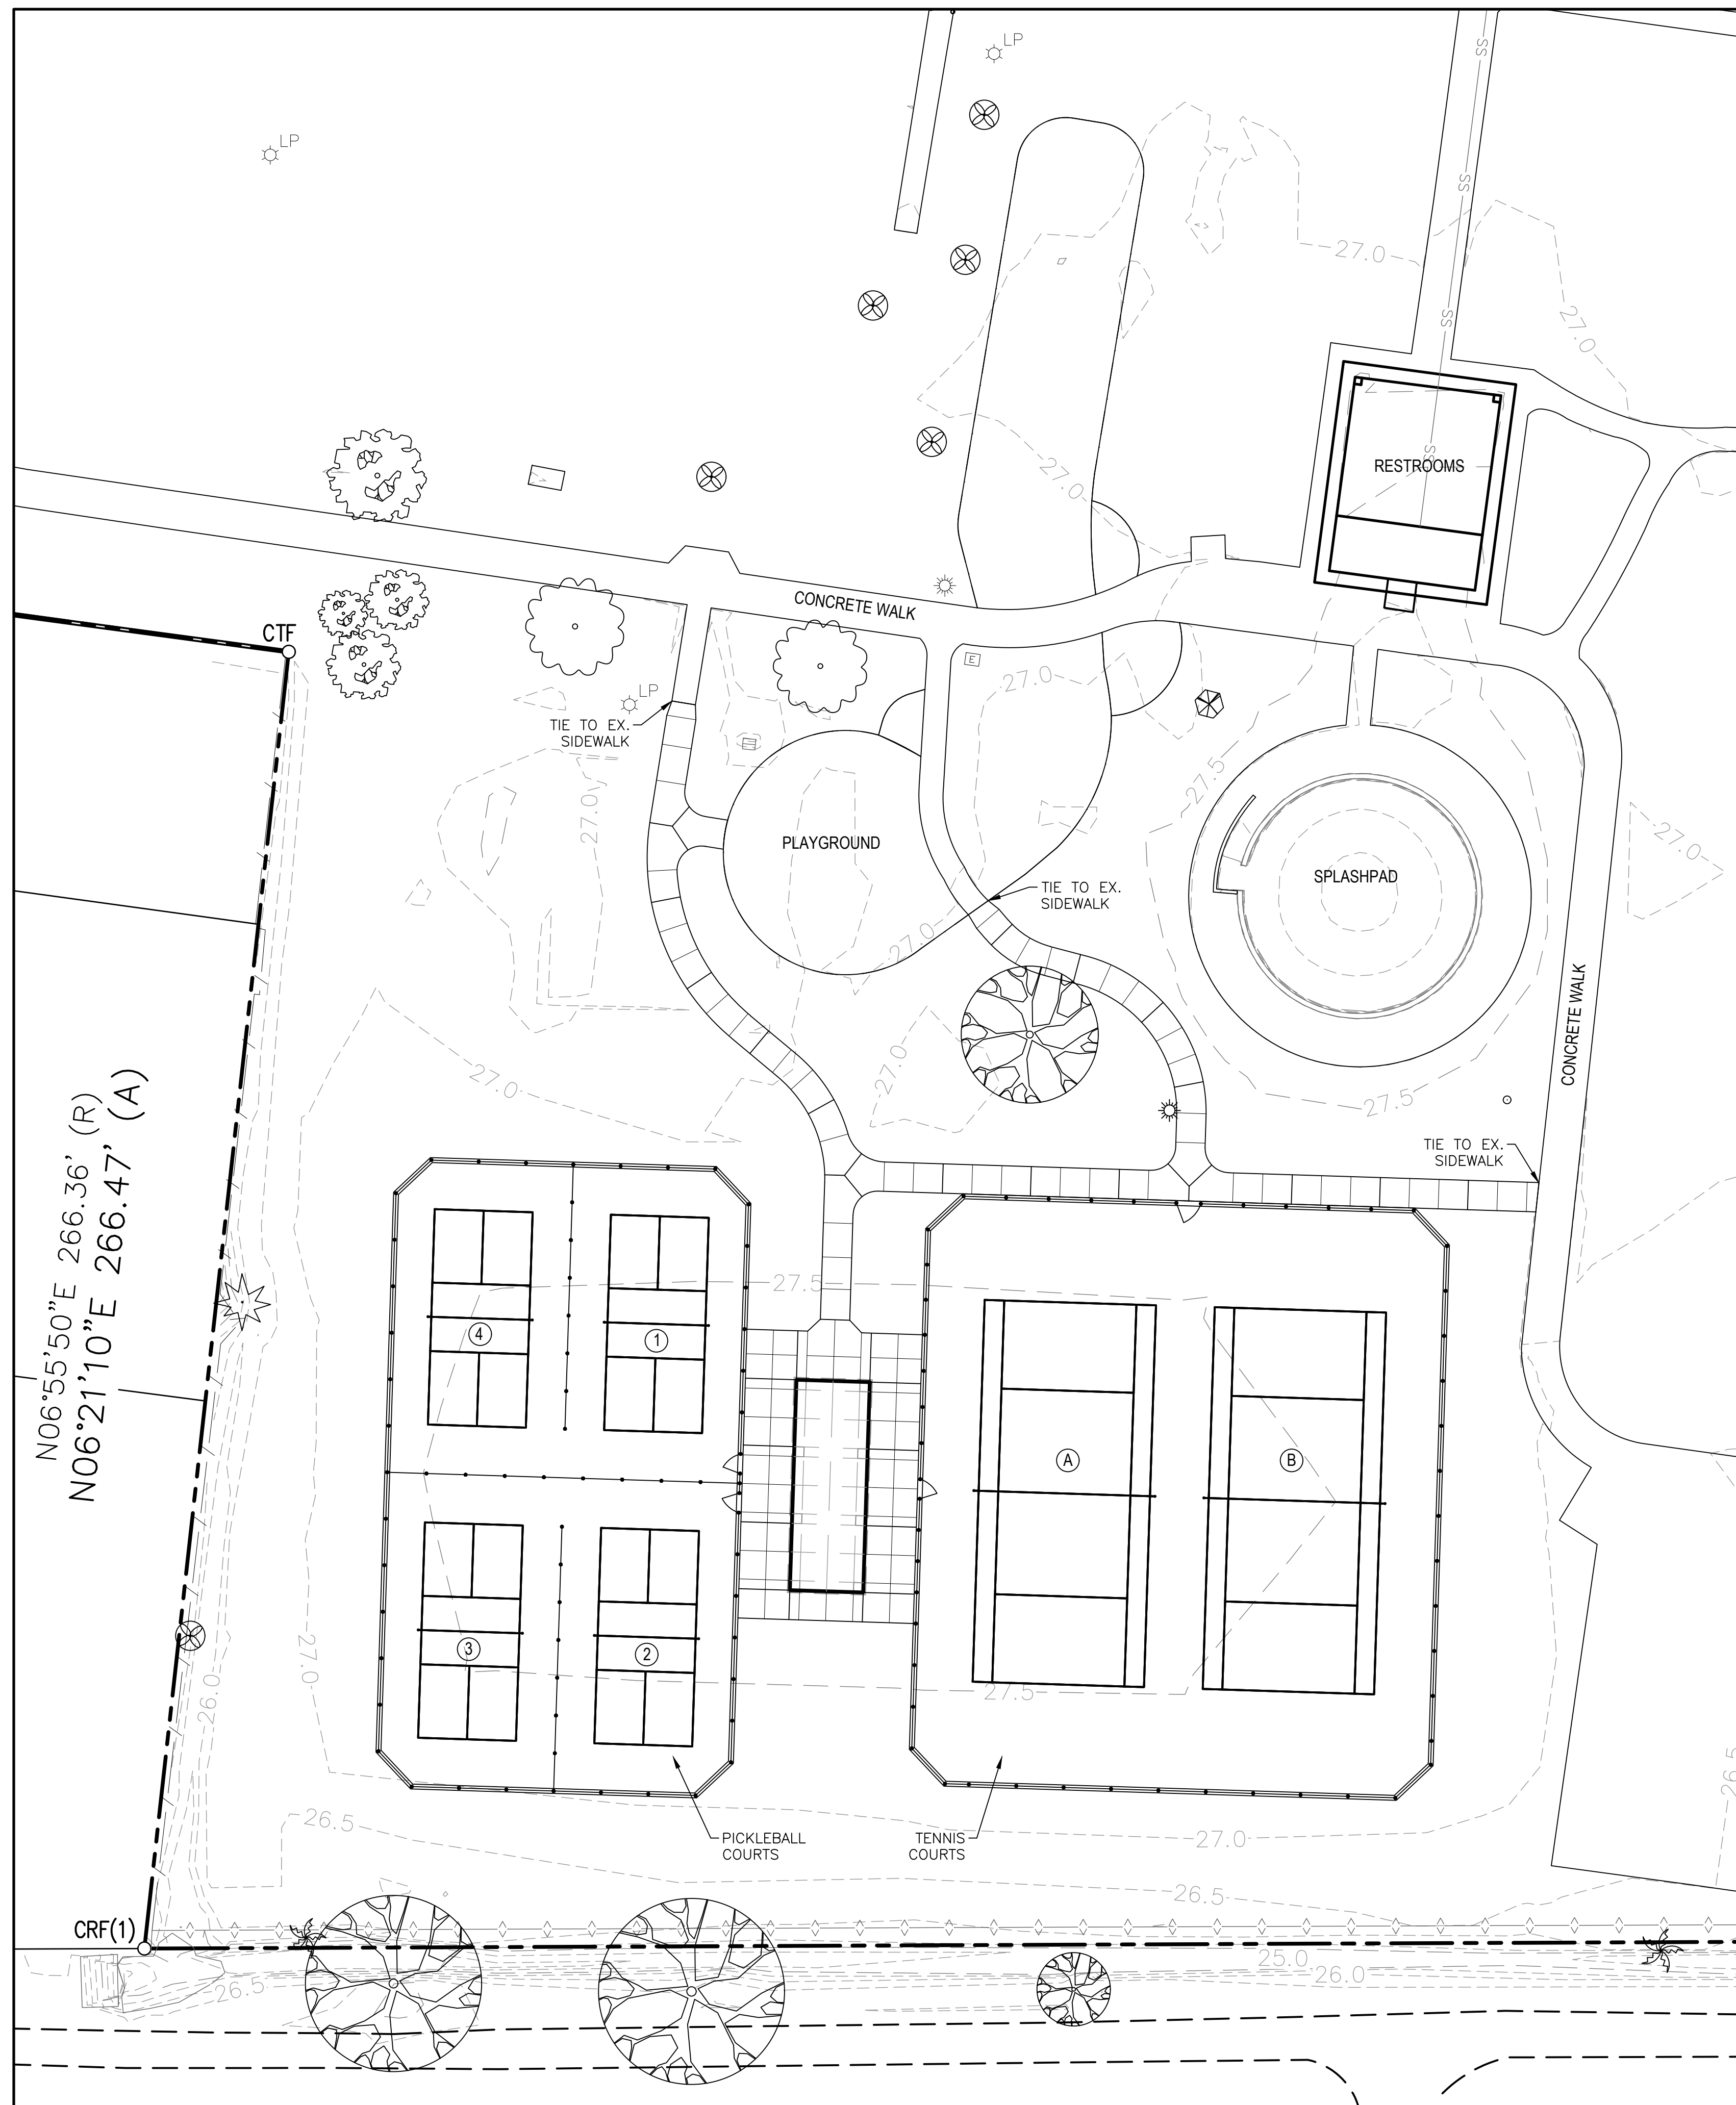 LP
SS
LP
SS
27.0
SS
27.0
SS
RESTROOMS
27.0
SS
CONCRETE WALK
CTF
E
27.0
LP
TIE TO EX.
SIDEWALK
27.5
27.0
27.0
PLAYGROUND
SPLASHPAD
TIE TO EX.
SIDEWALK
27.0
CONCRETE WALK
27.0
27.0
27.5
TIE TO EX.
SIDEWALK
N06°55'50"E 266.36' (R)
N06°21'10"E 266.47' (A)
27.5
4
1
A
B
3
2
27.0
26.0
27.5
26.5
PICKLEBALL
COURTS
TENNIS
COURTS
27.0
26.5
26.5
CRF(1)
25.0
26.0
26.5